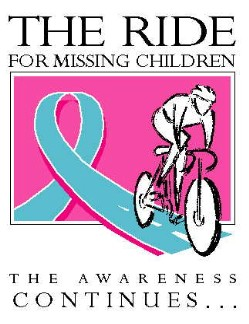 THE RIDE
FOR MISSING CHILDREN
THE AWARENESS
CONTINUES...